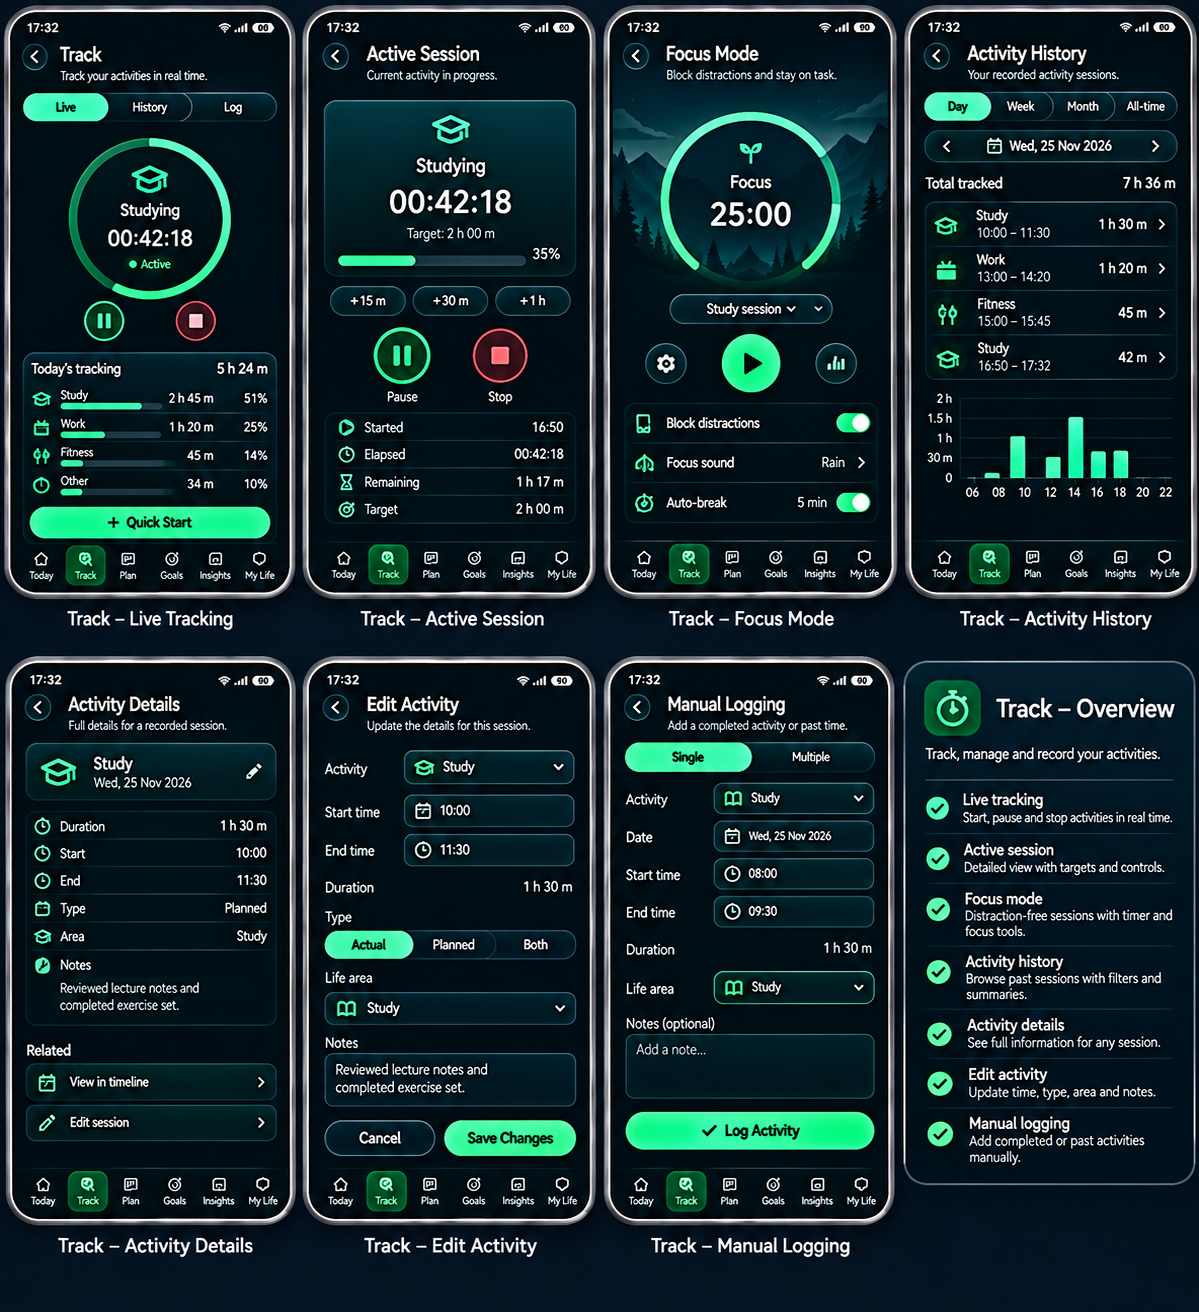 17:32
90
Track
Track your activities in real time.
Live
History
Log
Studying
00:42:18
Active
Today's tracking
5 h 24 m
Study
2 h 45 m
51%
Work
1 h 20 m
25%
Fitness
45 m
14%
Other
34 m
10%
+ Quick Start
Today
Track
Plan
Goals
Insights
My Life
Track – Live Tracking
17:32
90
Active Session
Current activity in progress.
Studying
00:42:18
Target: 2 h 00 m
35%
+15 m
+30 m
+1 h
Pause
Stop
Started
16:50
Elapsed
00:42:18
Remaining
1 h 17 m
Target
2 h 00 m
Today
Track
Plan
Goals
Insights
My Life
Track – Active Session
17:32
90
Focus Mode
Block distractions and stay on task.
Focus
25:00
Study session
Block distractions
Focus sound
Rain
Auto-break
5 min
Today
Track
Plan
Goals
Insights
My Life
Track – Focus Mode
17:32
90
Activity History
Your recorded activity sessions.
Day
Week
Month
All-time
Wed, 25 Nov 2026
Total tracked
7 h 36 m
Study
10:00 – 11:30
1 h 30 m
Work
13:00 – 14:20
1 h 20 m
Fitness
15:00 – 15:45
45 m
Study
16:50 – 17:32
42 m
2 h
1.5 h
1 h
30 m
0
06 08 10 12 14 16 18 20 22
Today
Track
Plan
Goals
Insights
My Life
Track – Activity History
17:32
90
Activity Details
Full details for a recorded session.
Study
Wed, 25 Nov 2026
Duration
1 h 30 m
Start
10:00
End
11:30
Type
Planned
Area
Study
Notes
Reviewed lecture notes and
completed exercise set.
Related
View in timeline
Edit session
Today
Track
Plan
Goals
Insights
My Life
Track – Activity Details
17:32
90
Edit Activity
Update the details for this session.
Activity
Study
Start time
10:00
End time
11:30
Duration
1 h 30 m
Type
Actual
Planned
Both
Life area
Study
Notes
Reviewed lecture notes and
completed exercise set.
Cancel
Save Changes
Today
Track
Plan
Goals
Insights
My Life
Track – Edit Activity
17:32
90
Manual Logging
Add a completed activity or past time.
Single
Multiple
Activity
Study
Date
Wed, 25 Nov 2026
Start time
08:00
End time
09:30
Duration
1 h 30 m
Life area
Study
Notes (optional)
Add a note...
Log Activity
Today
Track
Plan
Goals
Insights
My Life
Track – Manual Logging
Track – Overview
Track, manage and record your activities.
Live tracking
Start, pause and stop activities in real time.
Active session
Detailed view with targets and controls.
Focus mode
Distraction-free sessions with timer and
focus tools.
Activity history
Browse past sessions with filters and
summaries.
Activity details
See full information for any session.
Edit activity
Update time, type, area and notes.
Manual logging
Add completed or past activities
manually.